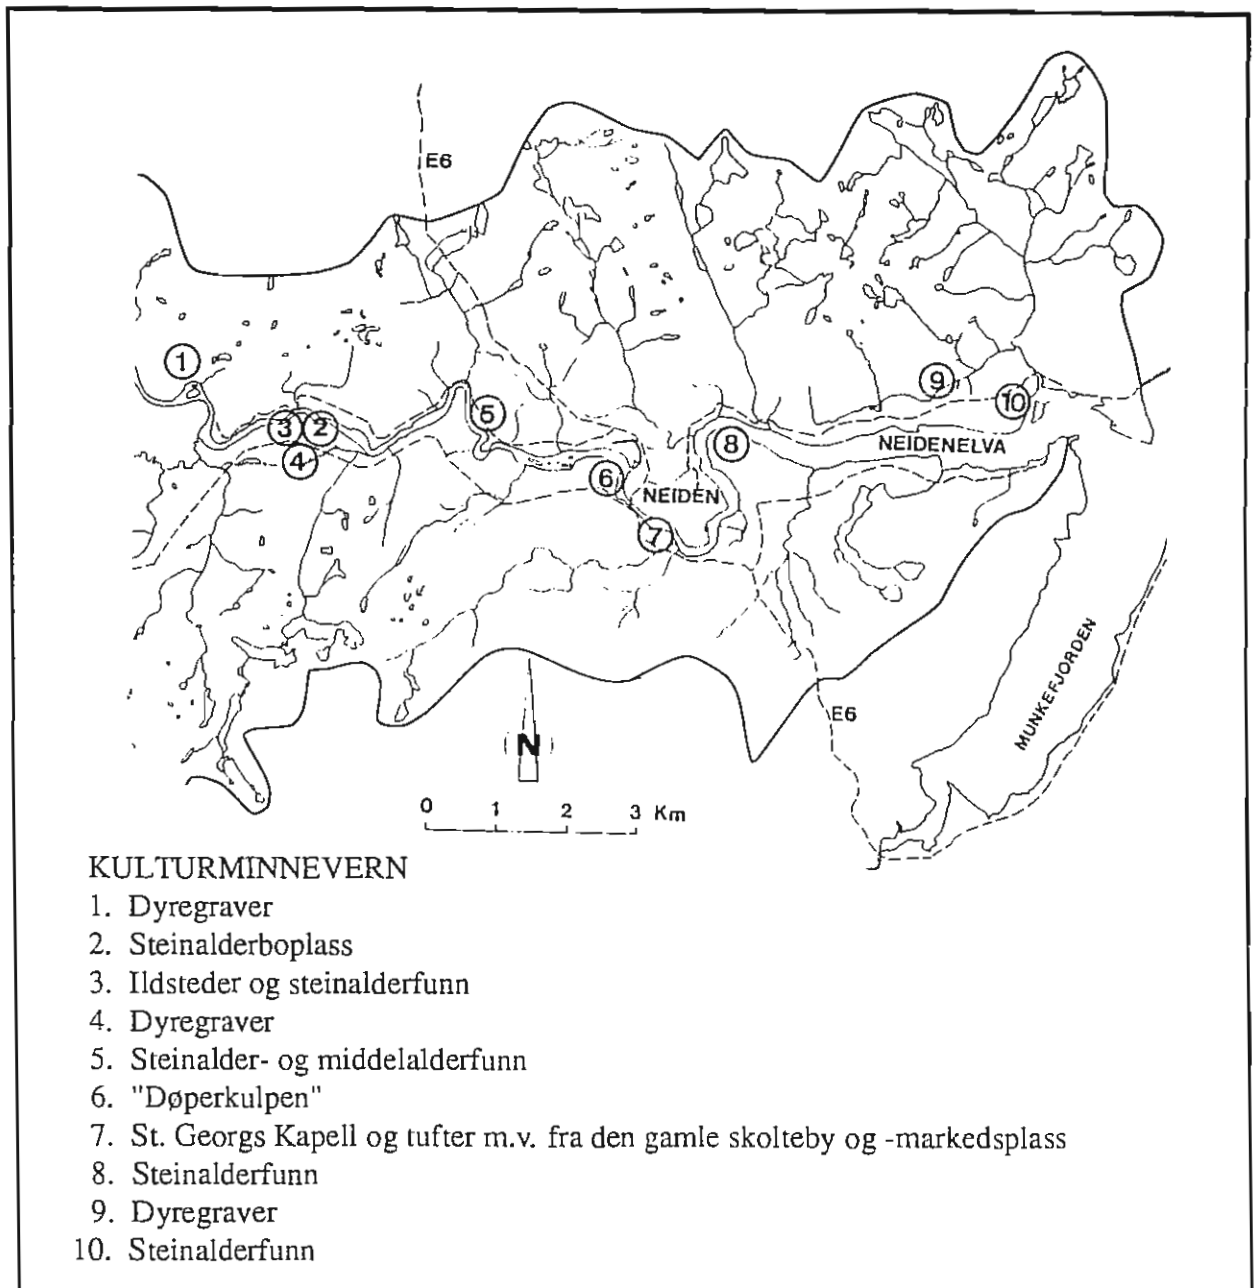 E6
1
9
10
3
2
5
8
NEIDENELVA
4
6
NEIDEN
7
MUNKEFJORDEN
E6
N
0 1 2 3 Km
KULTURMINNEVERN
1. Dyregraver
2. Steinalderboplass
3. Ildsteder og steinalderfunn
4. Dyregraver
5. Steinalder- og middelalderfunn
6. "Døperkulpen"
7. St. Georgs Kapell og tufter m.v. fra den gamle skolteby og -markedsplass
8. Steinalderfunn
9. Dyregraver
10. Steinalderfunn